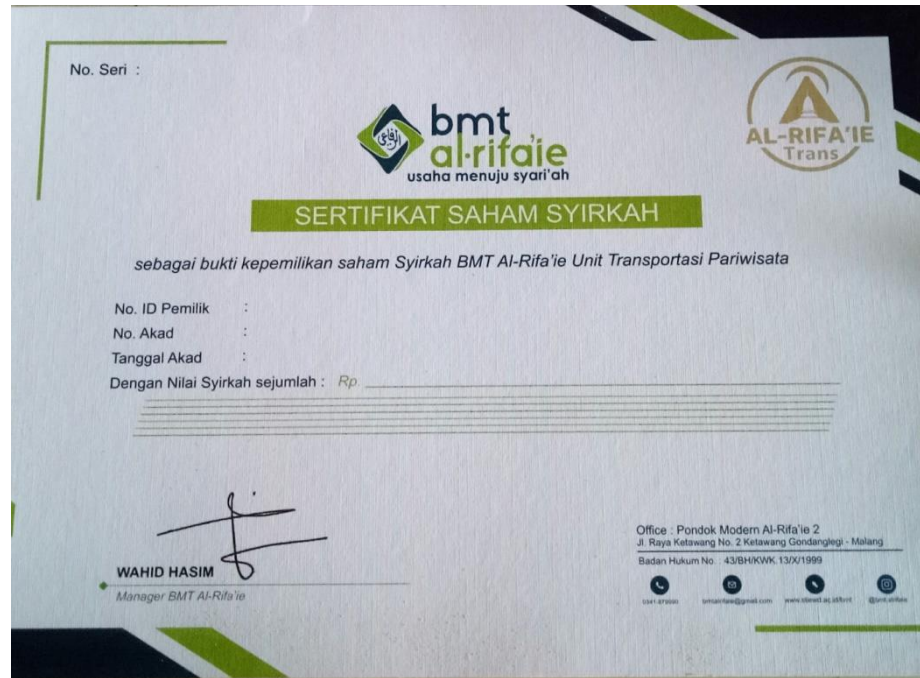 No. Seri :
الرفاعي
bmt
al-rifa'ie
usaha menuju syari'ah
AL-RIFA'IE
Trans
SERTIFIKAT SAHAM SYIRKAH
sebagai bukti kepemilikan saham Syirkah BMT Al-Rifa'ie Unit Transportasi Pariwisata
No. ID Pemilik :
No. Akad :
Tanggal Akad :
Dengan Nilai Syirkah sejumlah : Rp
WAHID HASIM
Manager BMT Al-Rifa'ie
Office : Pondok Modern Al-Rifa'ie 2
Jl. Raya Ketawang No. 2 Ketawang Gondanglegi - Malang
Badan Hukum No. : 43/BH/KWK.13/X/1999